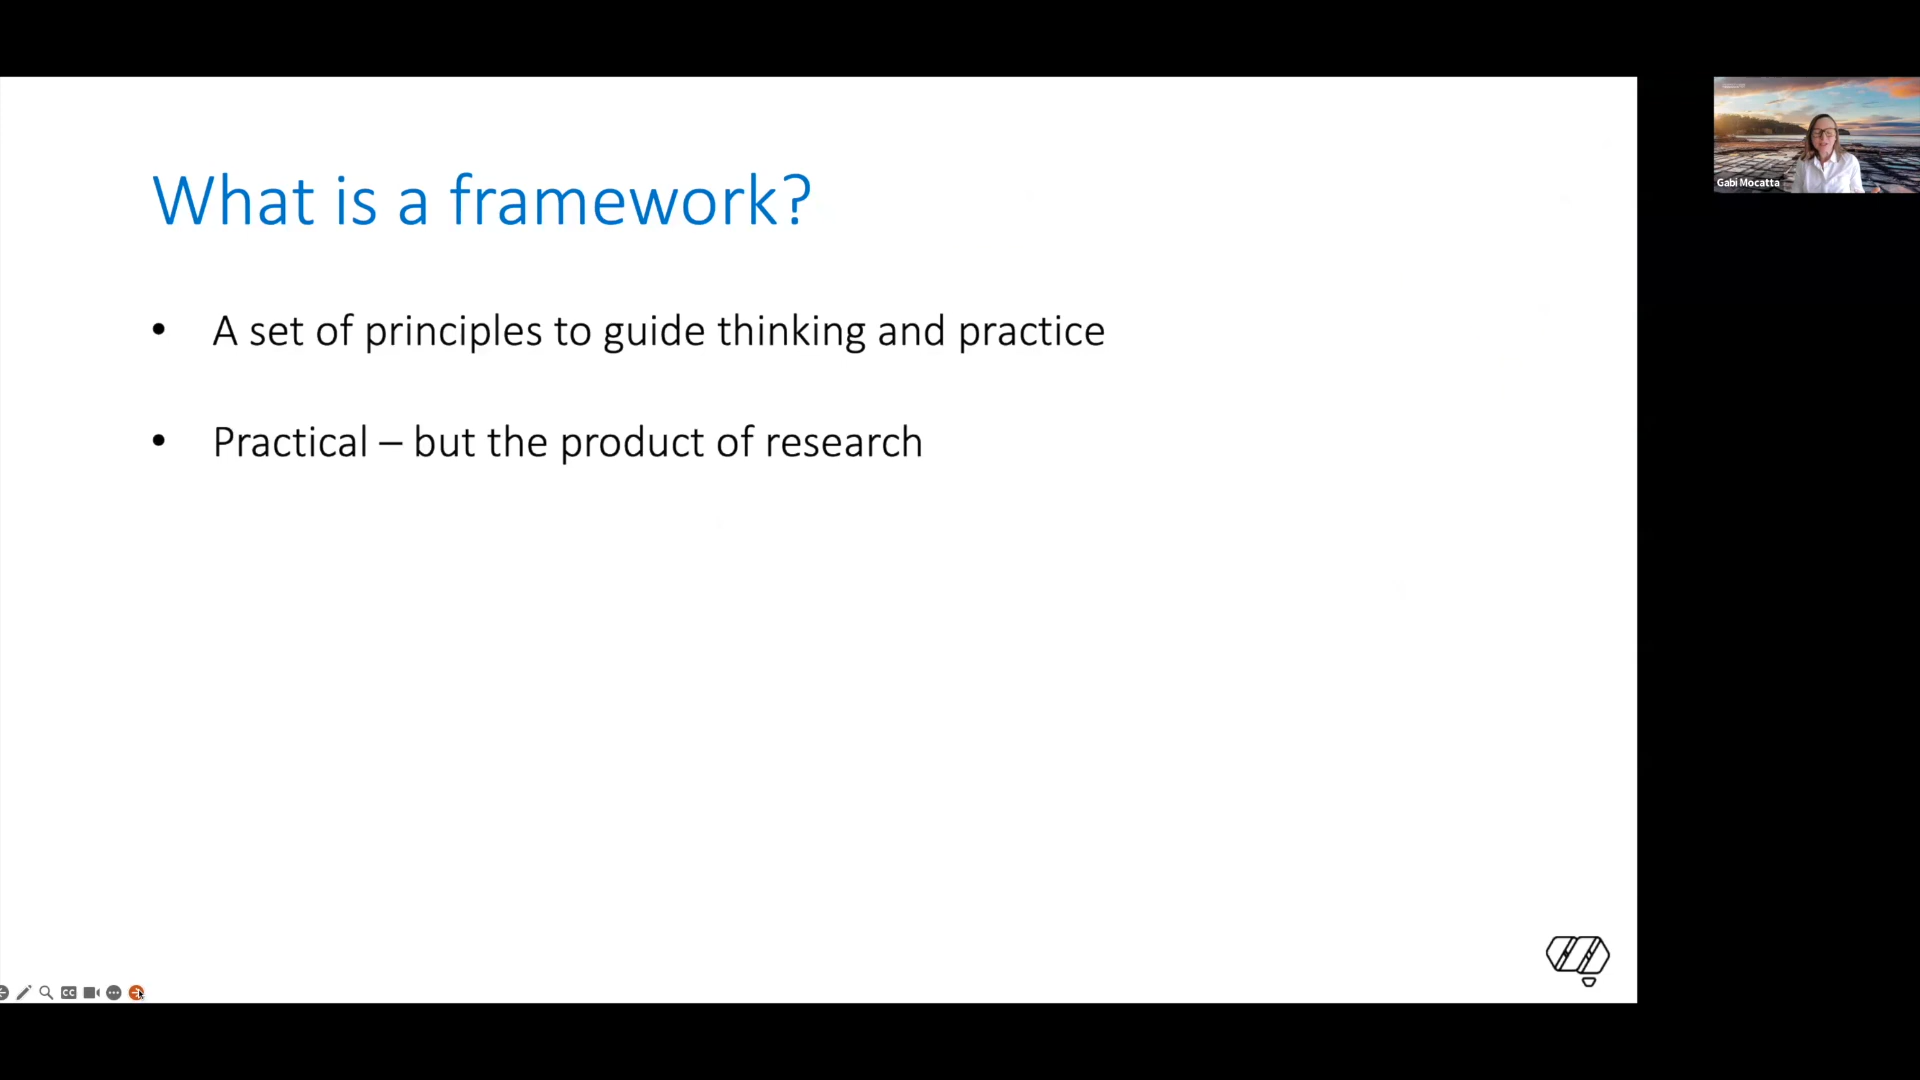 What is a framework?
• A set of principles to guide thinking and practice
• Practical – but the product of research
Gabi Mocatta
CC